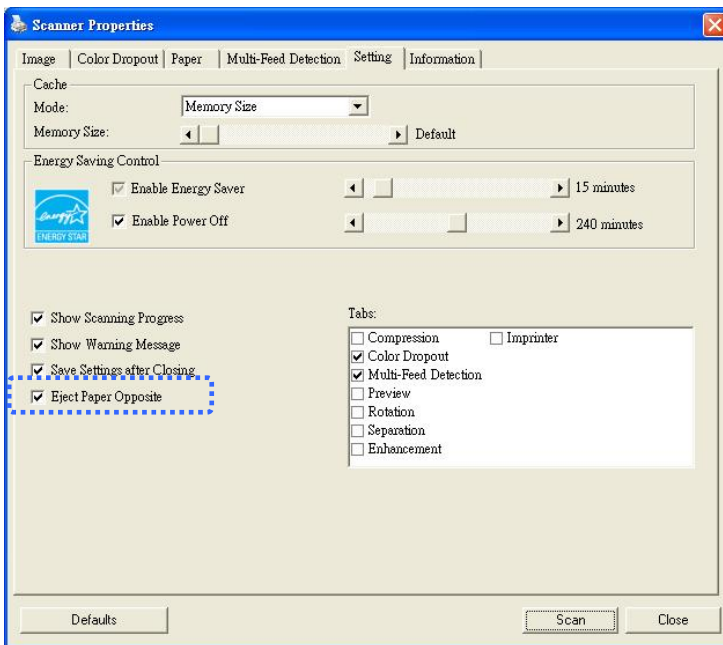 Scanner Properties
Image Color Dropout Paper Multi-Feed Detection Setting Information
Cache
Mode: Memory Size
Memory Size: Default
Energy Saving Control
Enable Energy Saver 15 minutes
energy
ENERGY STAR
Enable Power Off 240 minutes
Show Scanning Progress
Show Warning Message
Save Settings after Closing
Eject Paper Opposite
Tabs:
Compression Imprinter
Color Dropout
Multi-Feed Detection
Preview
Rotation
Separation
Enhancement
Defaults Scan Close